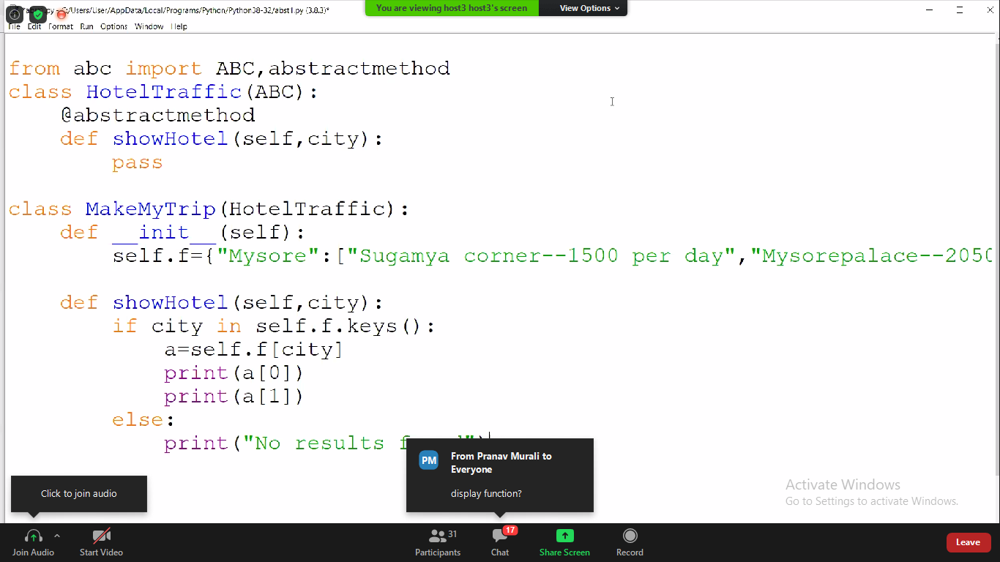 C:/Users/User/AppData/Local/Programs/Python/Python38-32/abst1.py (3.8.3)*
You are viewing host3 host3's screen
View Options
Edit Format Run Options Window Help
from abc import ABC,abstractmethod
class HotelTraffic(ABC):
@abstractmethod
def showHotel(self,city):
pass
class MakeMyTrip(HotelTraffic):
def __init__(self):
self.f={"Mysore":["Sugamya corner--1500 per day","Mysorepalace--2050
def showHotel(self,city):
if city in self.f.keys():
a=self.f[city]
print(a[0])
print(a[1])
else:
print("No results
From Pranav Murali to
Everyone
PM
display function?
Click to join audio
Activate Windows
Go to Settings to activate Windows.
Join Audio
Start Video
Participants
31
Chat
17
Share Screen
Record
Leave